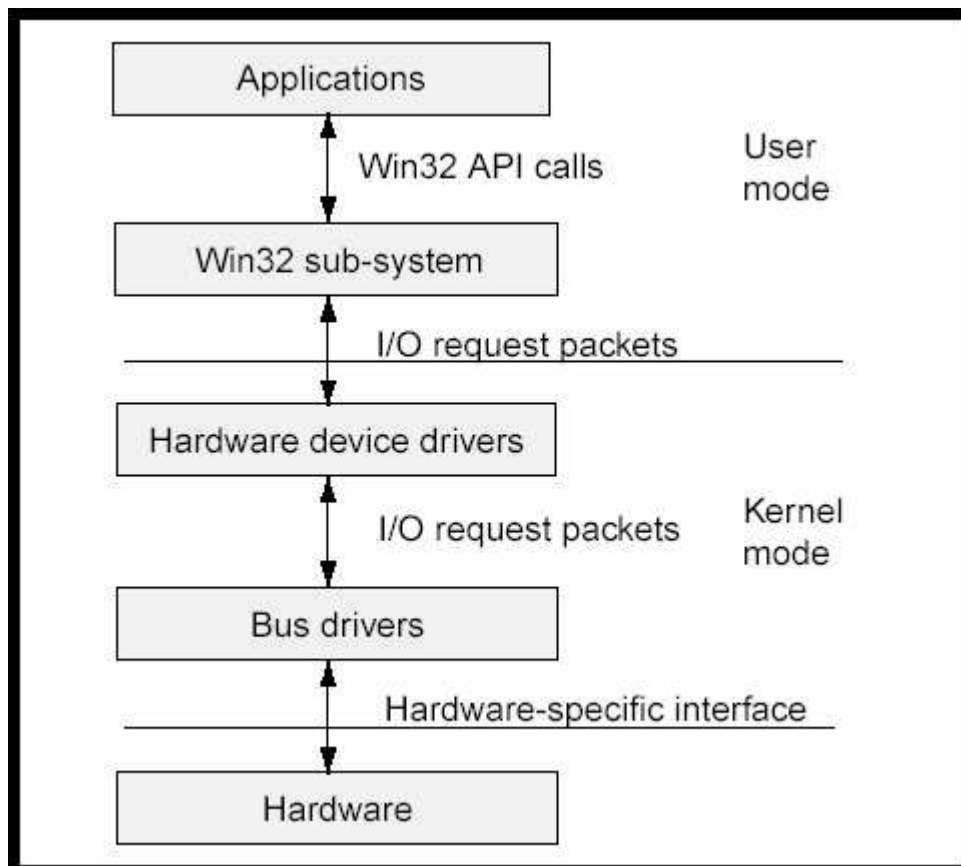 Applications
Win32 API calls
User
mode
Win32 sub-system
I/O request packets
Hardware device drivers
I/O request packets
Kernel
mode
Bus drivers
Hardware-specific interface
Hardware